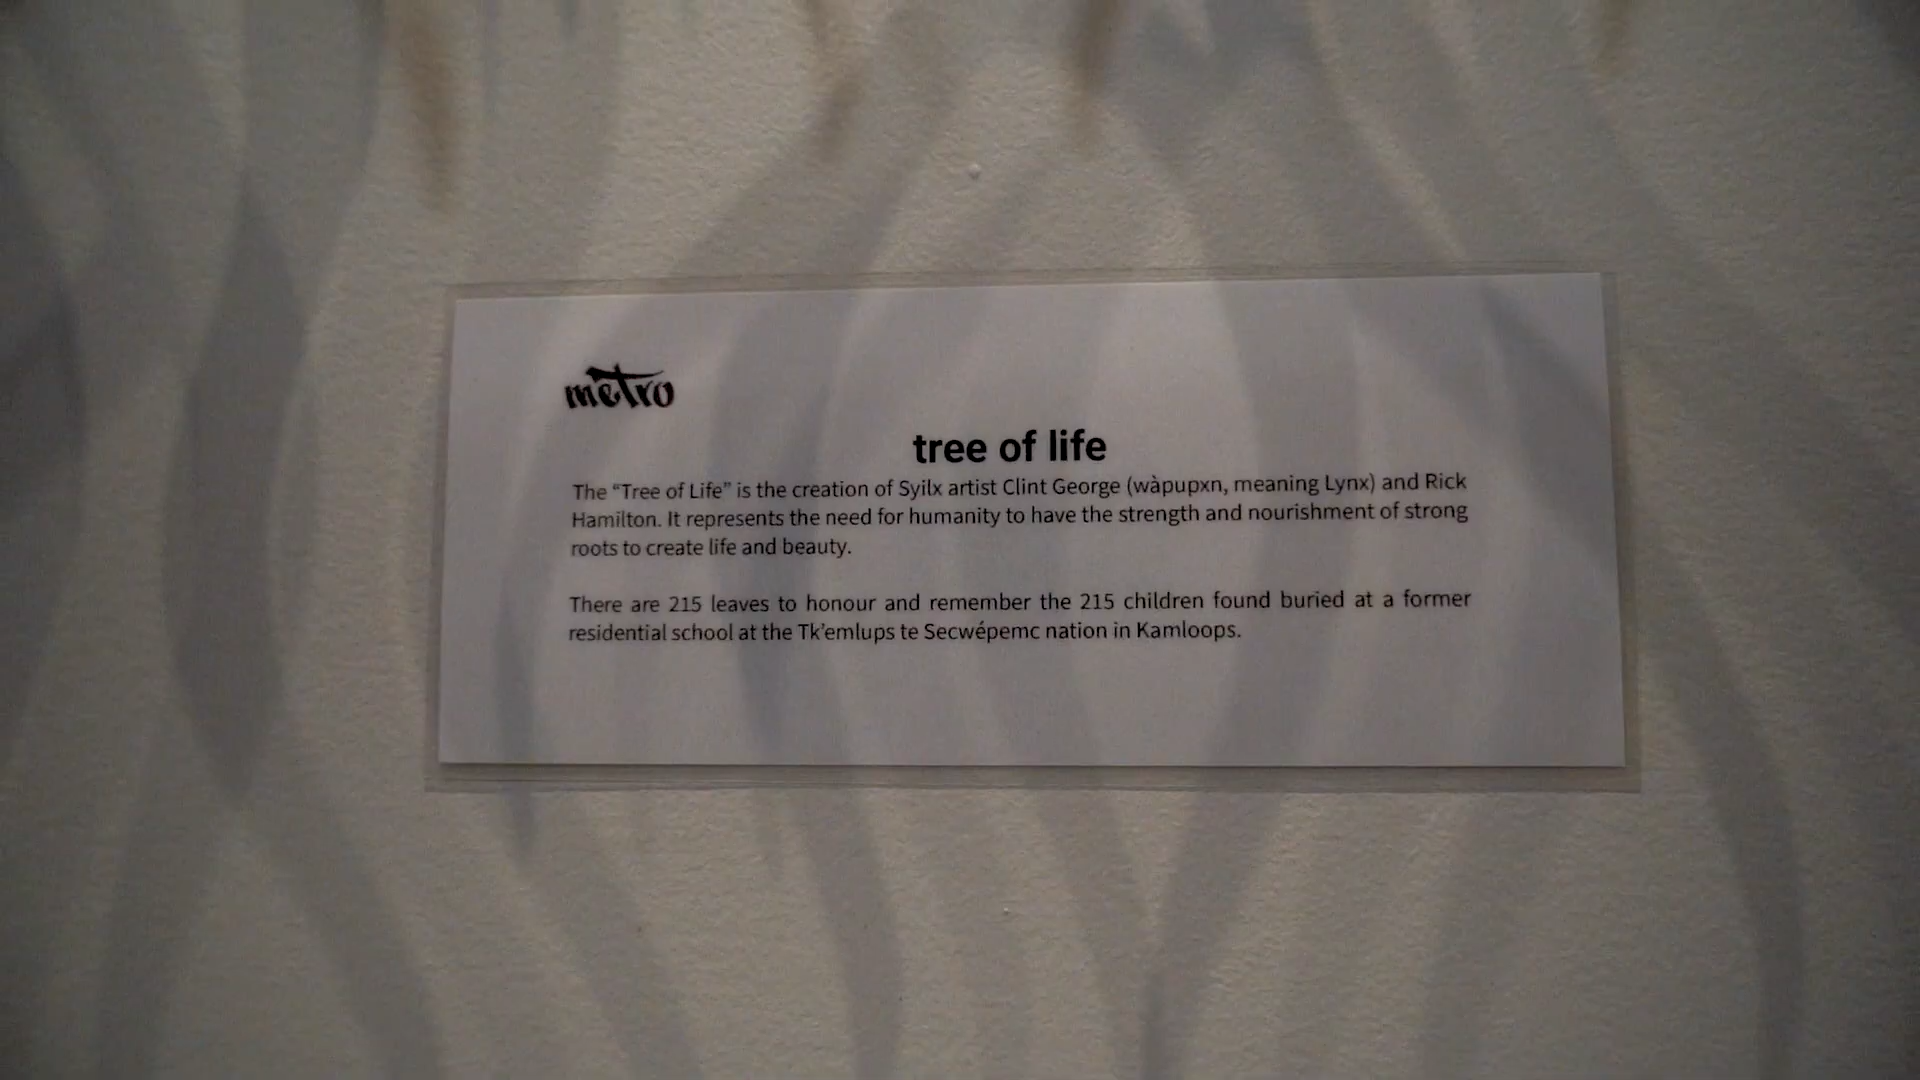 metro
tree of life
The “Tree of Life” is the creation of Syilx artist Clint George (wàpupxn, meaning Lynx) and Rick
Hamilton. It represents the need for humanity to have the strength and nourishment of strong
roots to create life and beauty.
There are 215 leaves to honour and remember the 215 children found buried at a former
residential school at the Tk’emlups te Secwépemc nation in Kamloops.